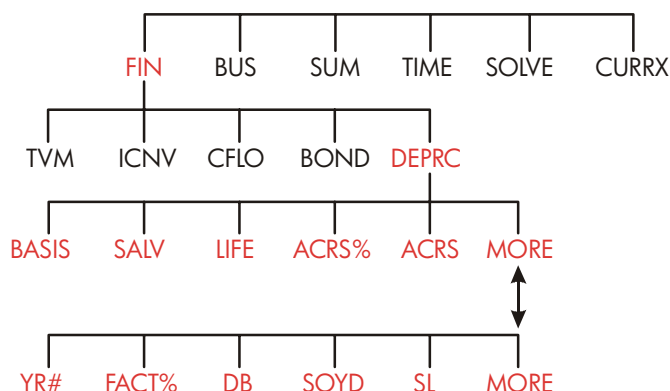 FIN BUS SUM TIME SOLVE CURRX
TVM ICNV CFLO BOND DEPRC
BASIS SALV LIFE ACRS% ACRS MORE
YR# FACT% DB SOYD SL MORE